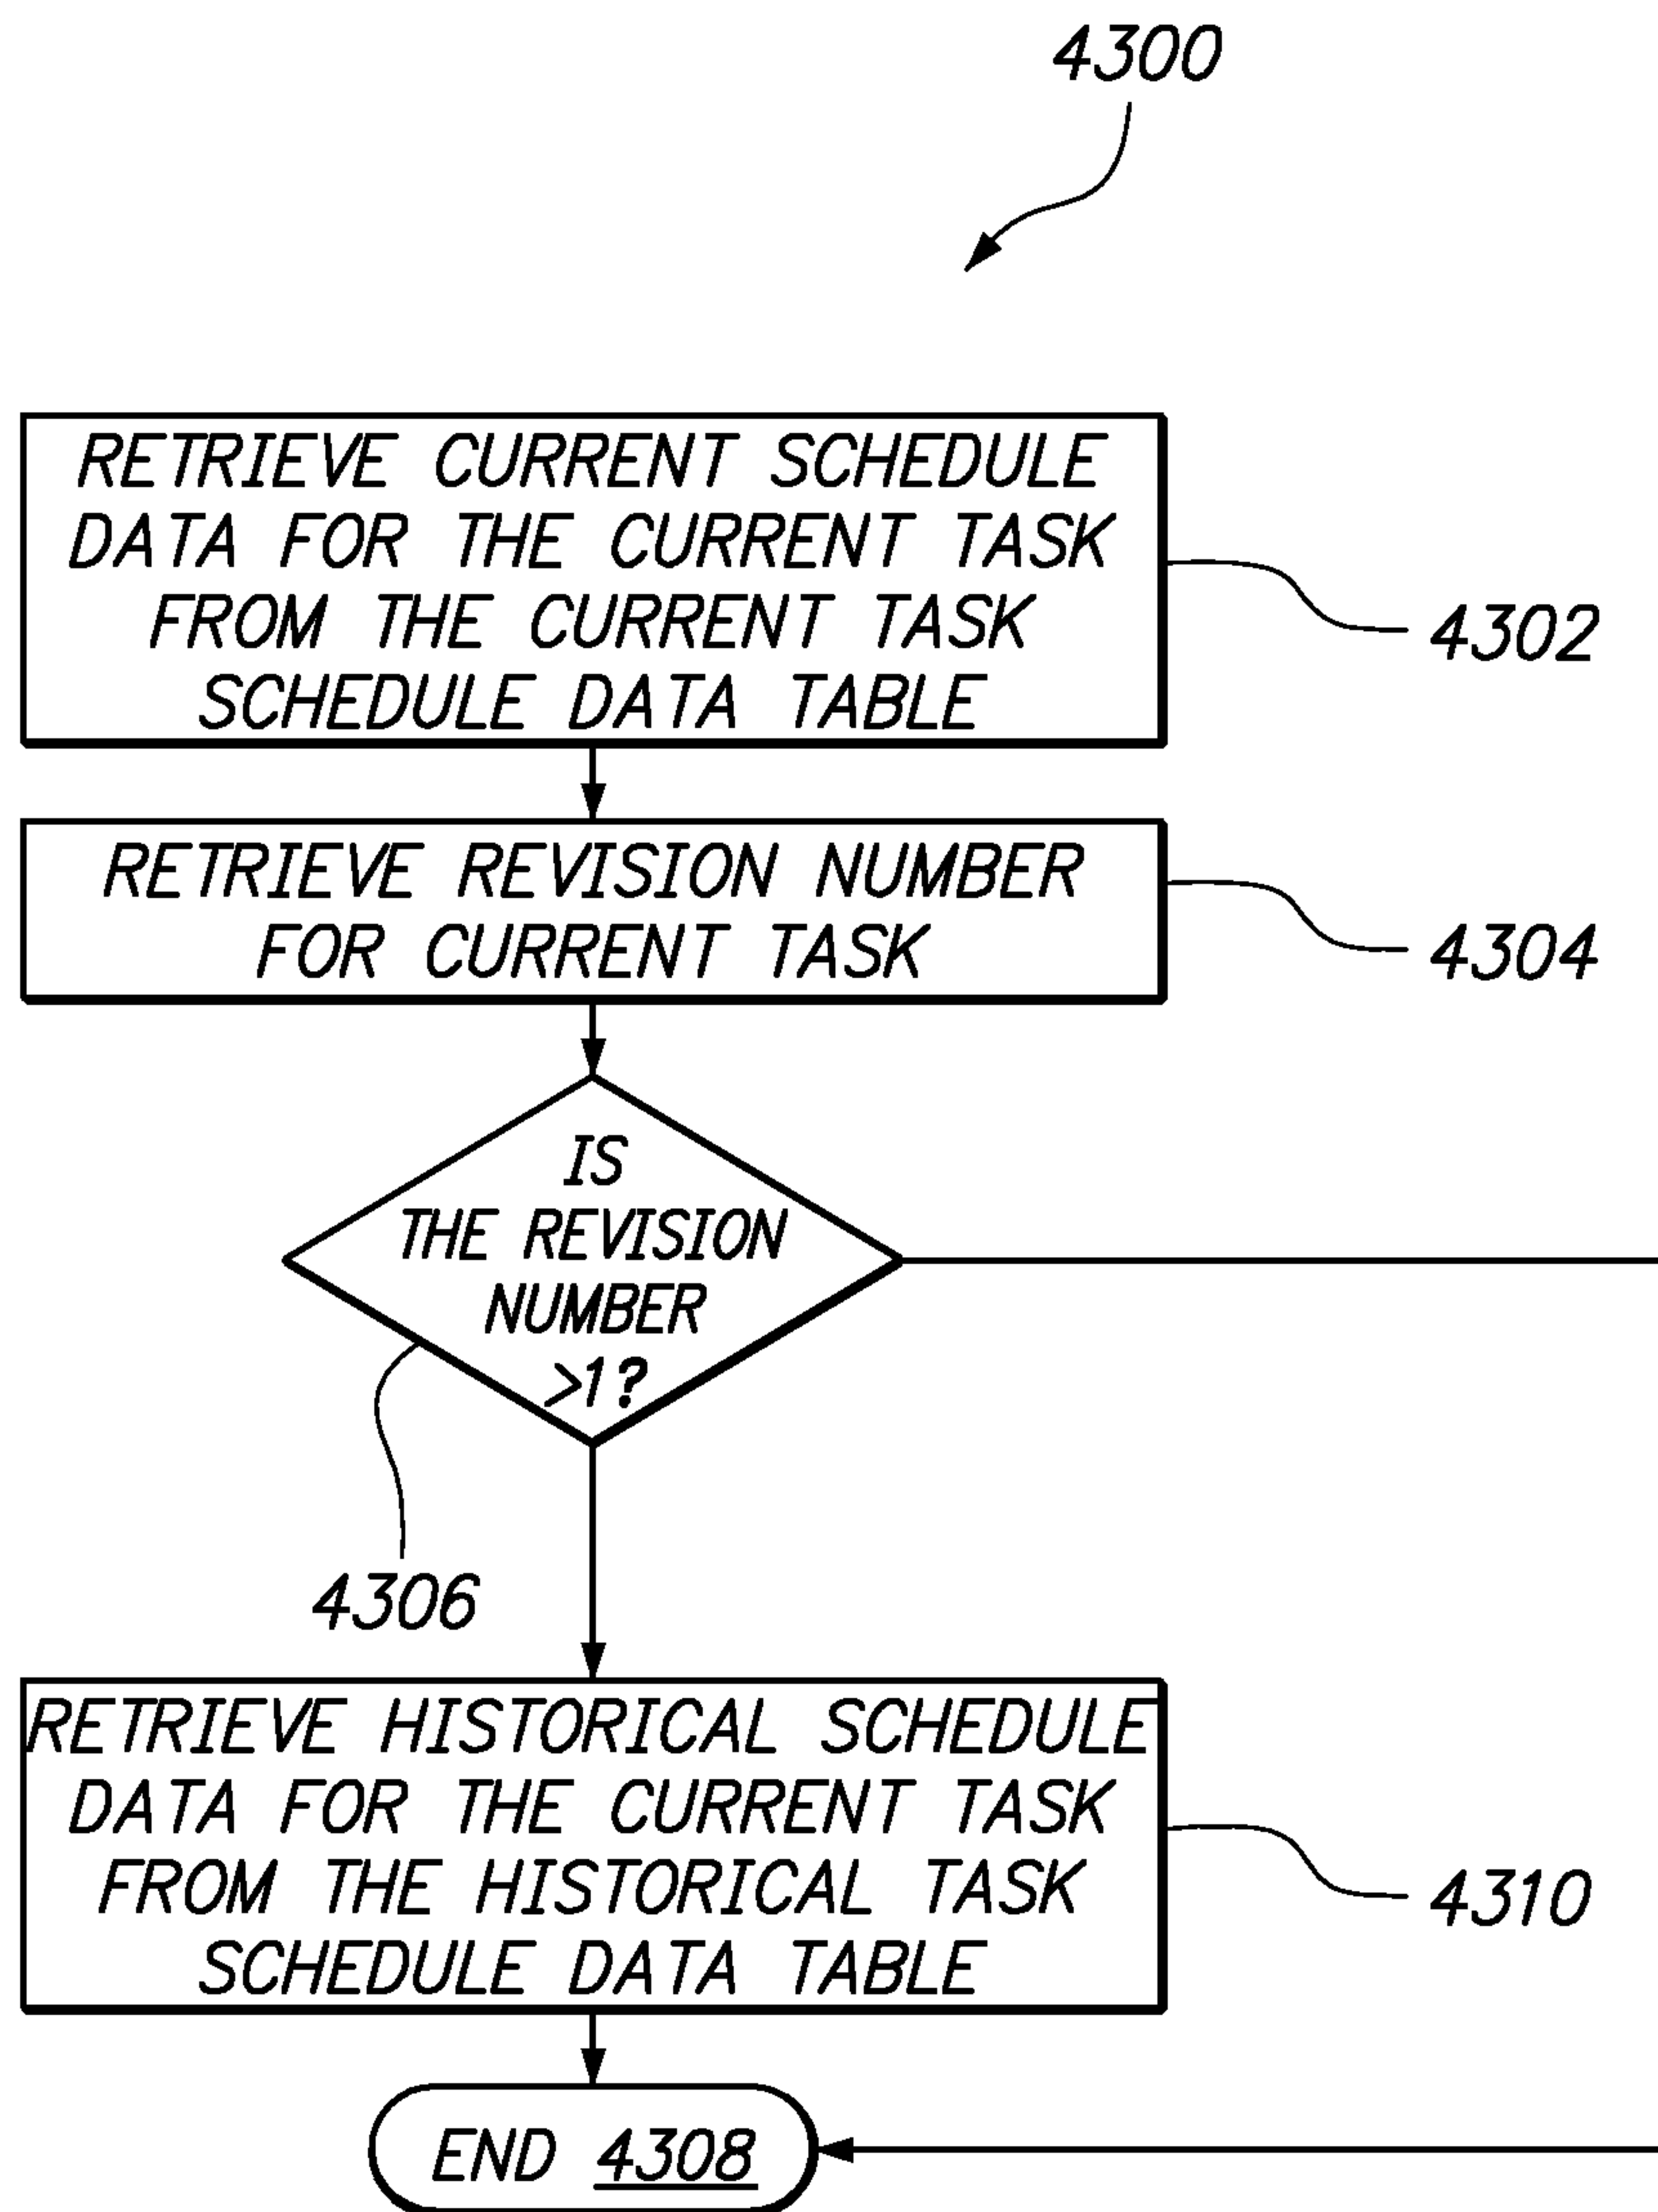 4300
RETRIEVE CURRENT SCHEDULE
DATA FOR THE CURRENT TASK
FROM THE CURRENT TASK
SCHEDULE DATA TABLE
4302
RETRIEVE REVISION NUMBER
FOR CURRENT TASK
4304
IS
THE REVISION
NUMBER
>1?
4306
RETRIEVE HISTORICAL SCHEDULE
DATA FOR THE CURRENT TASK
FROM THE HISTORICAL TASK
SCHEDULE DATA TABLE
4310
END 4308